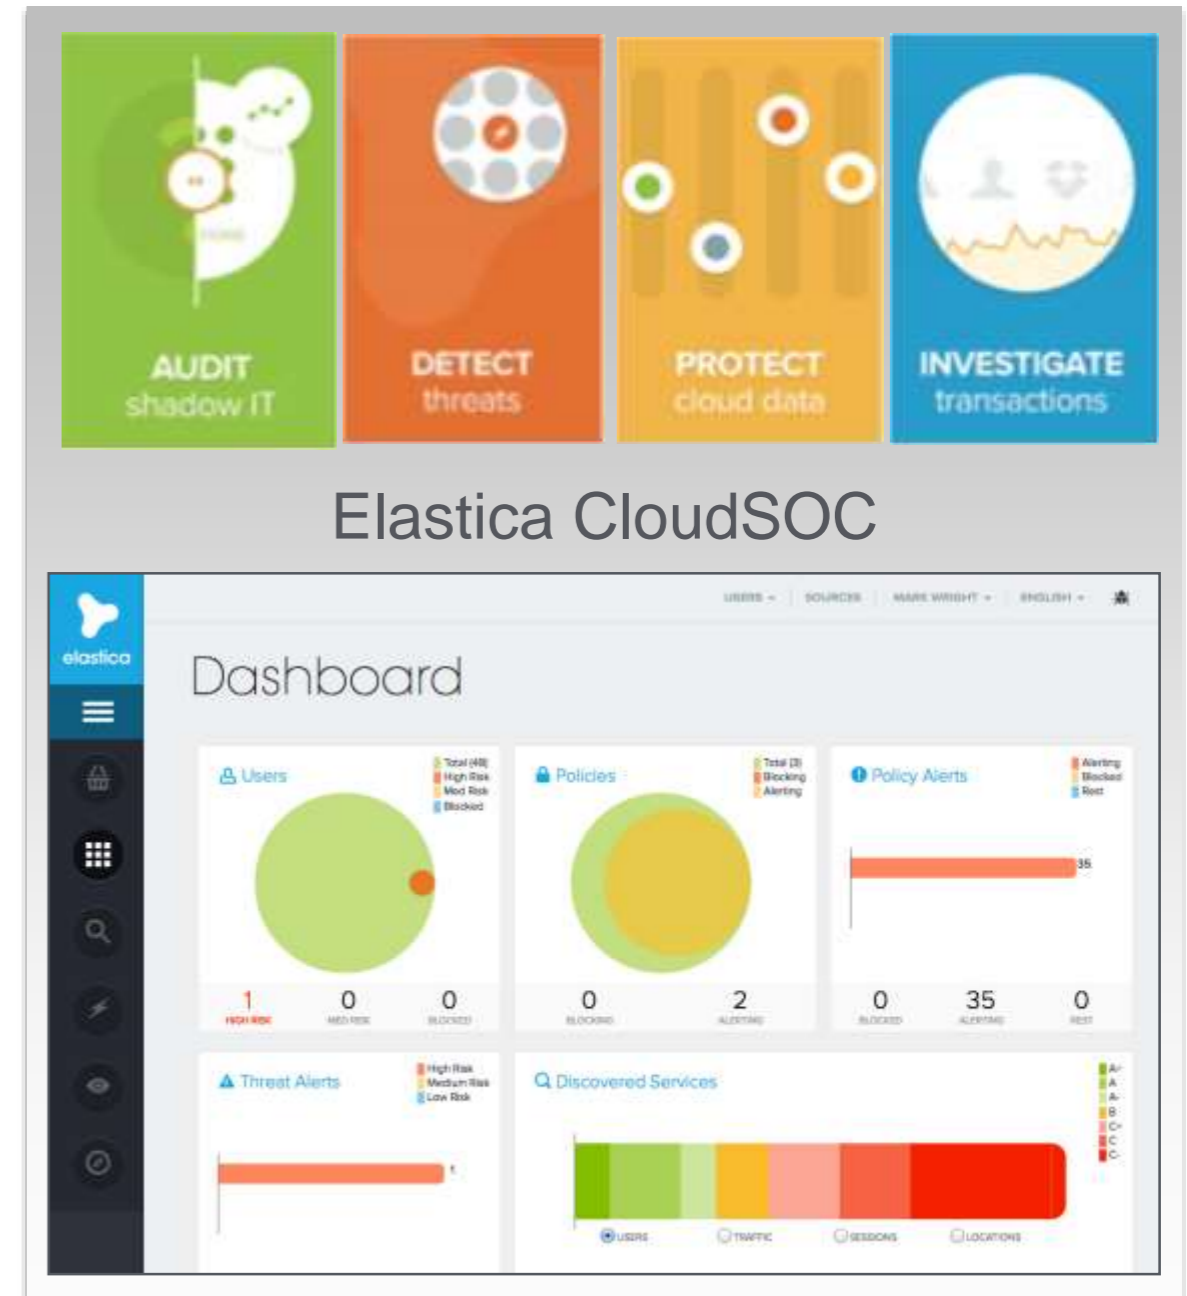 AUDIT
shadow IT
DETECT
threats
PROTECT
cloud data
INVESTIGATE
transactions
Elastica CloudSOC
elastica
USERS
SOURCES
MARK WRIGHT
ENGLISH
Dashboard
Users
Total (49)
High Risk
Med Risk
Blocked
1
HIGH RISK
0
MED RISK
0
BLOCKED
Policies
Total (3)
Blocking
Alerting
0
BLOCKING
2
ALERTING
Policy Alerts
Alerting
Blocked
Rest
35
0
BLOCKED
35
ALERTING
0
REST
Threat Alerts
High Risk
Medium Risk
Low Risk
1
Discovered Services
A+
A
A-
B
C+
C
C-
USERS
TRAFFIC
SESSIONS
LOCATIONS